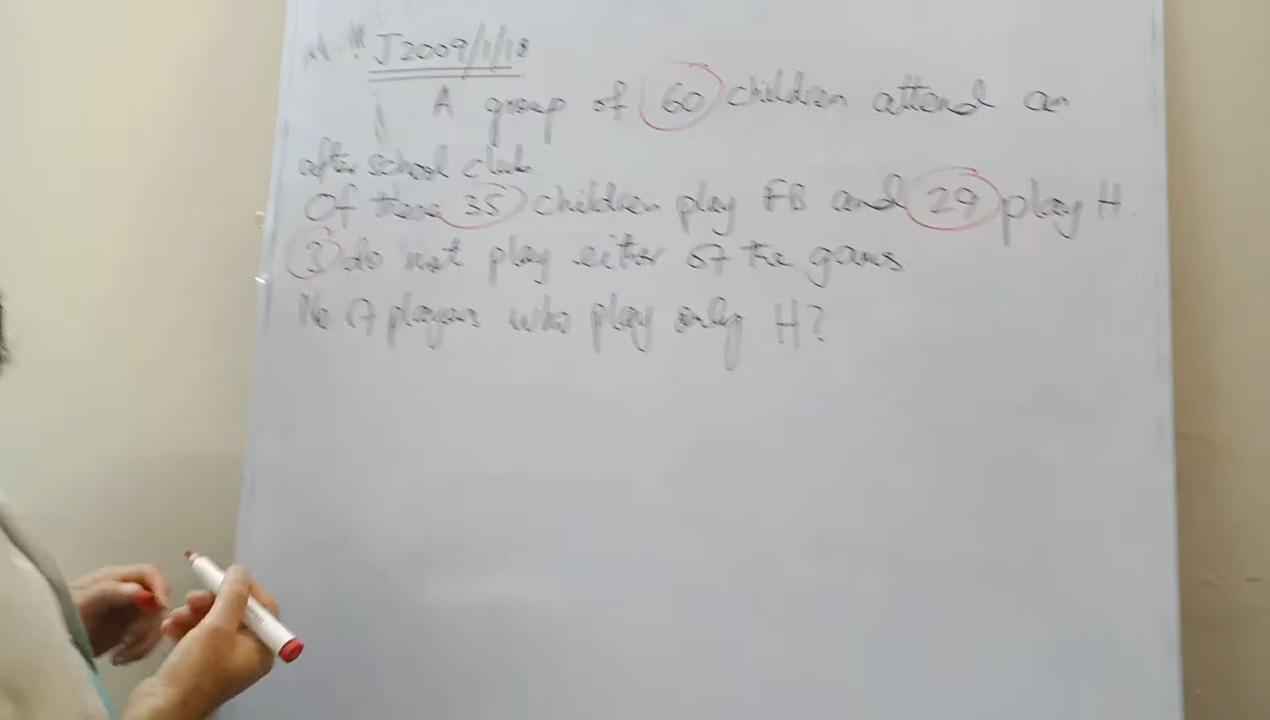 J2009/1/18
A group of 60 children attend an
after school club
Of these 35 children play FB and 29 play H.
3 do not play either of the games.
No of players who play only H?